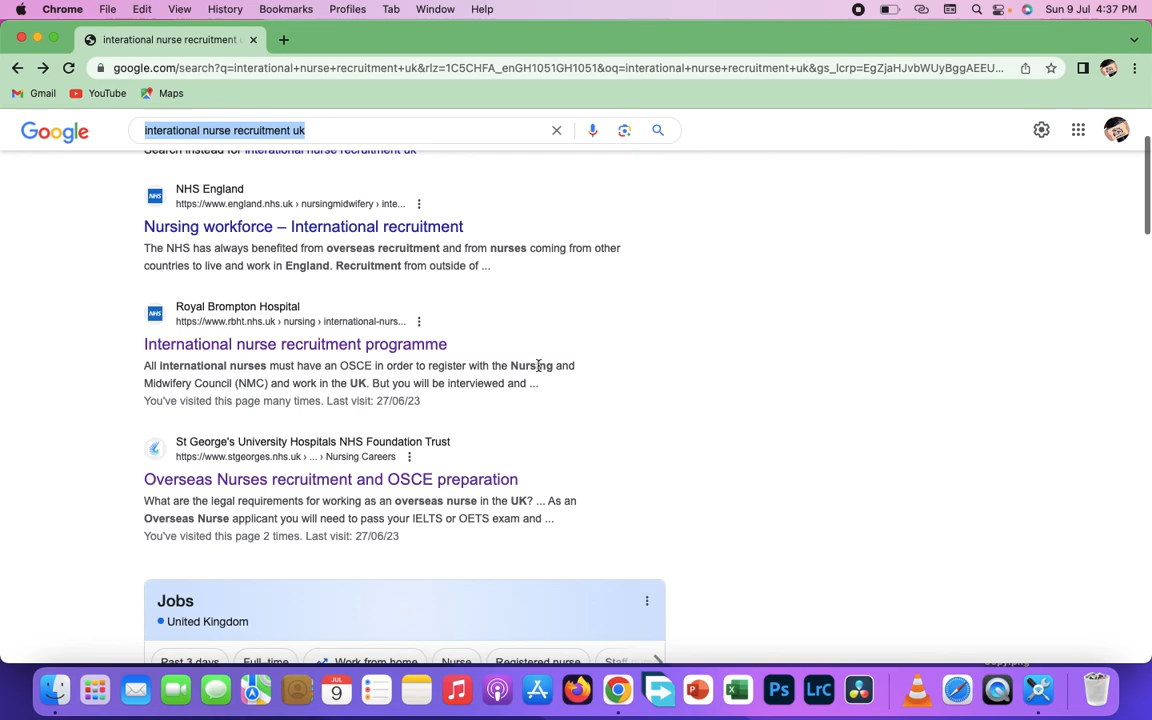 Chrome File Edit View History Bookmarks Profiles Tab Window Help Sun 9 Jul 4:37 PM
interational nurse recruitment
google.com/search?q=interational+nurse+recruitment+uk&rlz=1C5CHFA_enGH1051GH1051&oq=interational+nurse+recruitment+uk&gs_lcrp=EgZjaHJvbWUyBggAEEU...
Gmail YouTube Maps
Google interational nurse recruitment uk
Search instead for interational nurse recruitment uk
NHS England
https://www.england.nhs.uk › nursingmidwifery › inte...
Nursing workforce – International recruitment
The NHS has always benefited from overseas recruitment and from nurses coming from other
countries to live and work in England. Recruitment from outside of ...
Royal Brompton Hospital
https://www.rbht.nhs.uk › nursing › international-nurs...
International nurse recruitment programme
All international nurses must have an OSCE in order to register with the Nursing and
Midwifery Council (NMC) and work in the UK. But you will be interviewed and ...
You've visited this page many times. Last visit: 27/06/23
St George's University Hospitals NHS Foundation Trust
https://www.stgeorges.nhs.uk › ... › Nursing Careers
Overseas Nurses recruitment and OSCE preparation
What are the legal requirements for working as an overseas nurse in the UK? ... As an
Overseas Nurse applicant you will need to pass your IELTS or OETS exam and ...
You've visited this page 2 times. Last visit: 27/06/23
Jobs
United Kingdom
Past 3 days Full–time Work from home Nurse Registered nurse Staff
JUL
9
Ps LrC